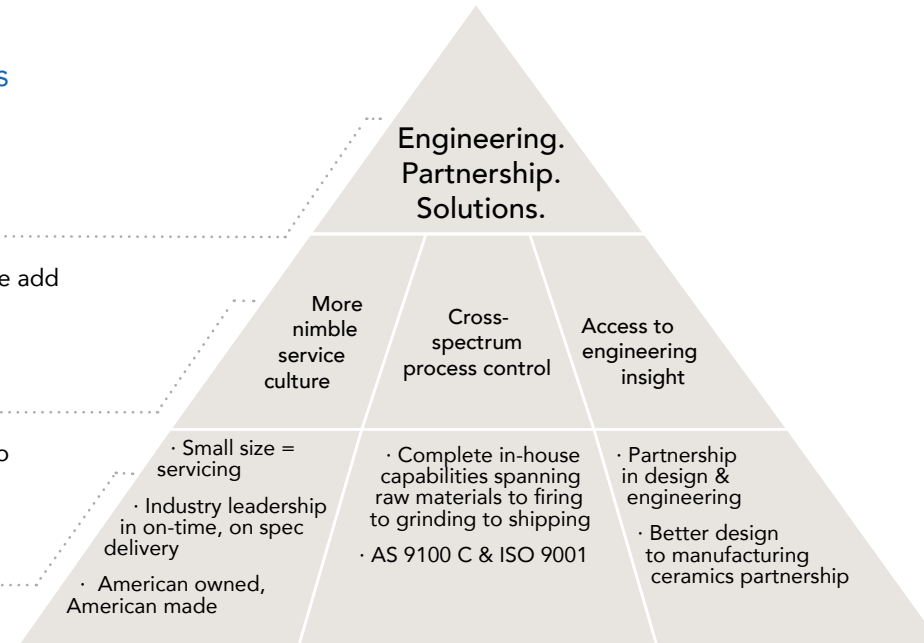 s
Engineering.
Partnership.
Solutions.
e add
More
nimble
service
culture
Cross-
spectrum
process control
Access to
engineering
insight
o
· Small size =
servicing
· Industry leadership
in on-time, on spec
delivery
· American owned,
American made
· Complete in-house
capabilities spanning
raw materials to firing
to grinding to shipping
· AS 9100 C & ISO 9001
· Partnership
in design &
engineering
· Better design
to manufacturing
ceramics partnership